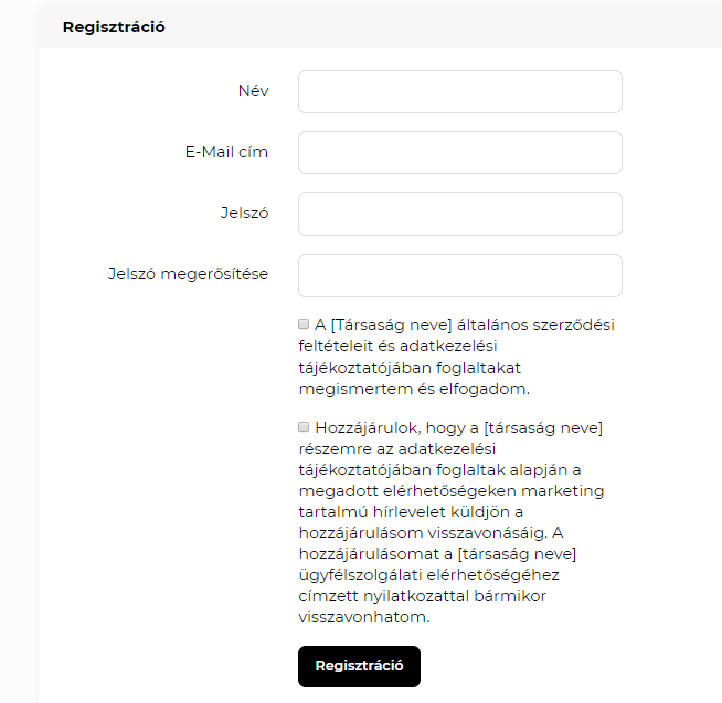 Regisztráció
Név
E-Mail cím
Jelszó
Jelszó megerősítése
A [Társaság neve] általános szerződési
feltételeit és adatkezelési
tájékoztatójában foglaltakat
megismertem és elfogadom.
Hozzájárulok, hogy a [társaság neve]
részemre az adatkezelési
tájékoztatójában foglaltak alapján a
megadott elérhetőségeken marketing
tartalmú hírlevelet küldjön a
hozzájárulásom visszavonásáig. A
hozzájárulásomat a [társaság neve]
ügyfélszolgálati elérhetőségéhez
címzett nyilatkozattal bármikor
visszavonhatom.
Regisztráció